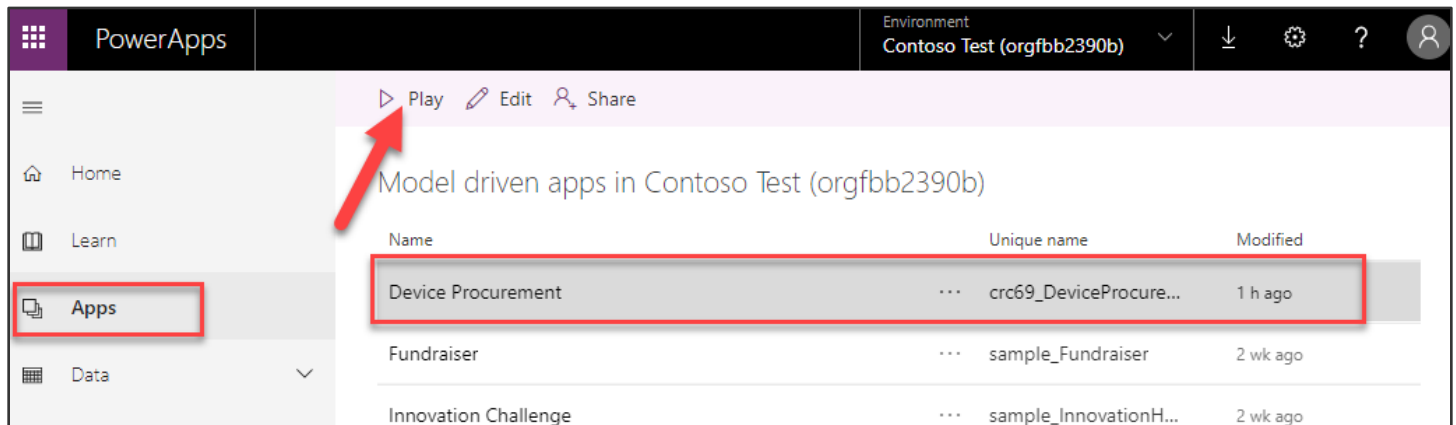 PowerApps
Environment
Contoso Test (orgfbb2390b)
?
Play Edit Share
Home
Learn
Apps
Data
Model driven apps in Contoso Test (orgfbb2390b)
Name Unique name Modified
Device Procurement ... crc69_DeviceProcure... 1 h ago
Fundraiser ... sample_Fundraiser 2 wk ago
Innovation Challenge ... sample_InnovationH... 2 wk ago